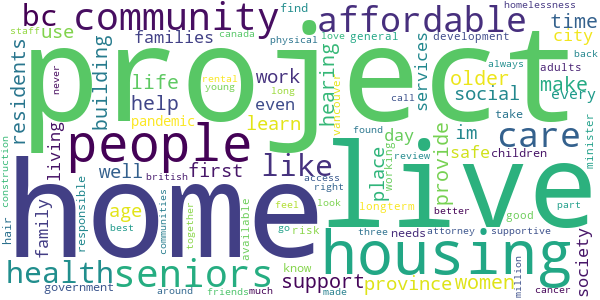 homelessness
bc community affordable find time
staff use families canada physical love general development city back
project
residents building life work hearing services older social adults make every
never help even rental young long vancouver call always
pandemic learn im take
people day found care
living well first like place working review provide safe children minister
construction british access right longterm better good part
home live
age responsible communities together available feel look three needs attorney supportive
hair family best go risk housing society
health seniors know support province women million
government around friends much made cancer